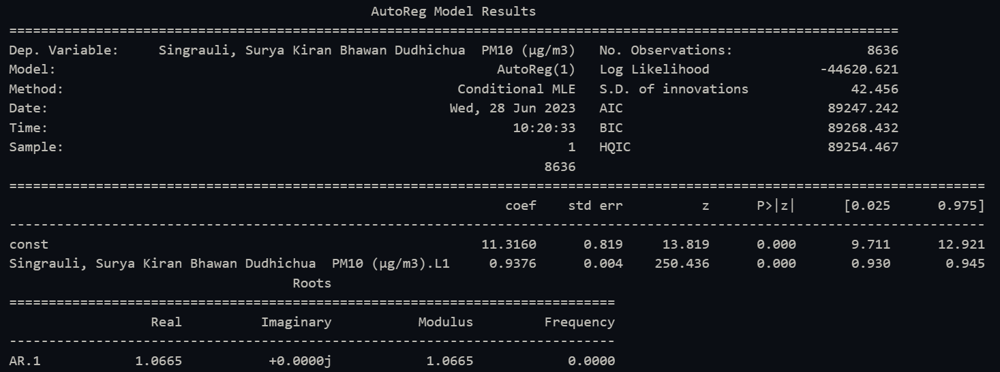 AutoReg Model Results
==============================================================================================================
Dep. Variable:     Singrauli, Surya Kiran Bhawan Dudhichua  PM10 (µg/m3)   No. Observations:                 8636
Model:                                                        AutoReg(1)   Log Likelihood           -44620.621
Method:                                                  Conditional MLE   S.D. of innovations          42.456
Date:                                                   Wed, 28 Jun 2023   AIC                       89247.242
Time:                                                           10:20:33   BIC                       89268.432
Sample:                                                                1   HQIC                      89254.467
                                                                    8636
==============================================================================================================
                                                               coef    std err          z      P>|z|      [0.025      0.975]
--------------------------------------------------------------------------------------------------------------
const                                                       11.3160      0.819     13.819      0.000       9.711      12.921
Singrauli, Surya Kiran Bhawan Dudhichua  PM10 (µg/m3).L1     0.9376      0.004    250.436      0.000       0.930       0.945
                                    Roots
=============================================================================
                  Real          Imaginary           Modulus         Frequency
-----------------------------------------------------------------------------
AR.1            1.0665           +0.0000j            1.0665            0.0000